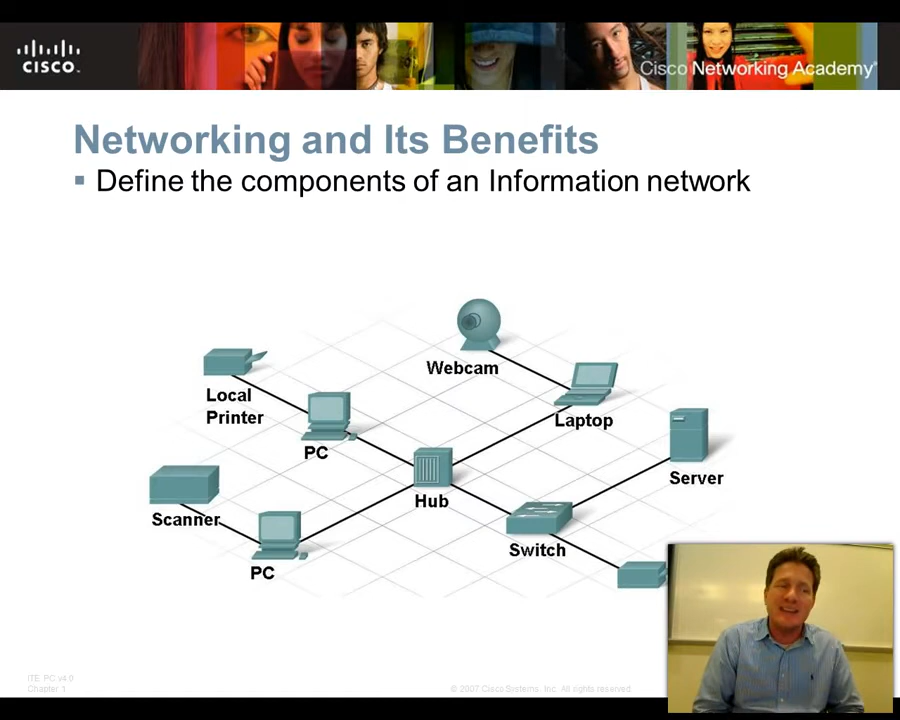 CISCO
Cisco Networking Academy®
Networking and Its Benefits
Define the components of an Information network
Webcam
Local
Printer
Laptop
PC
Server
Hub
Scanner
Switch
PC
ITE PC v4.0
Chapter 1
© 2007 Cisco Systems, Inc. All rights reserved.